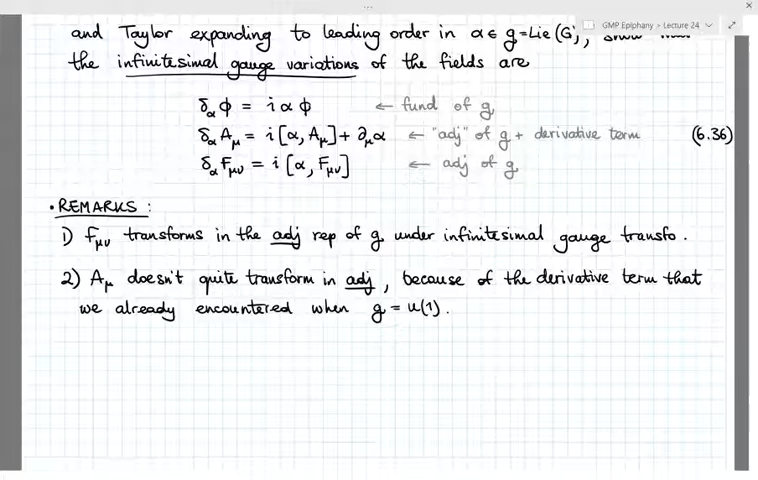 ...
GMP Epiphany > Lecture 24
and Taylor expanding to leading order in α ∈ g = Lie (G), show
the infinitesimal gauge variations of the fields are
δ_α ϕ = i α ϕ ← fund of g
δ_α A_μ = i [α, A_μ] + ∂_μ α ← "adj" of g + derivative term (6.36)
δ_α F_μν = i [α, F_μν] ← adj of g
• REMARKS :
1) F_μν transforms in the adj rep of g under infinitesimal gauge transfo.
2) A_μ doesn't quite transform in adj, because of the derivative term that
we already encountered when g = u(1).